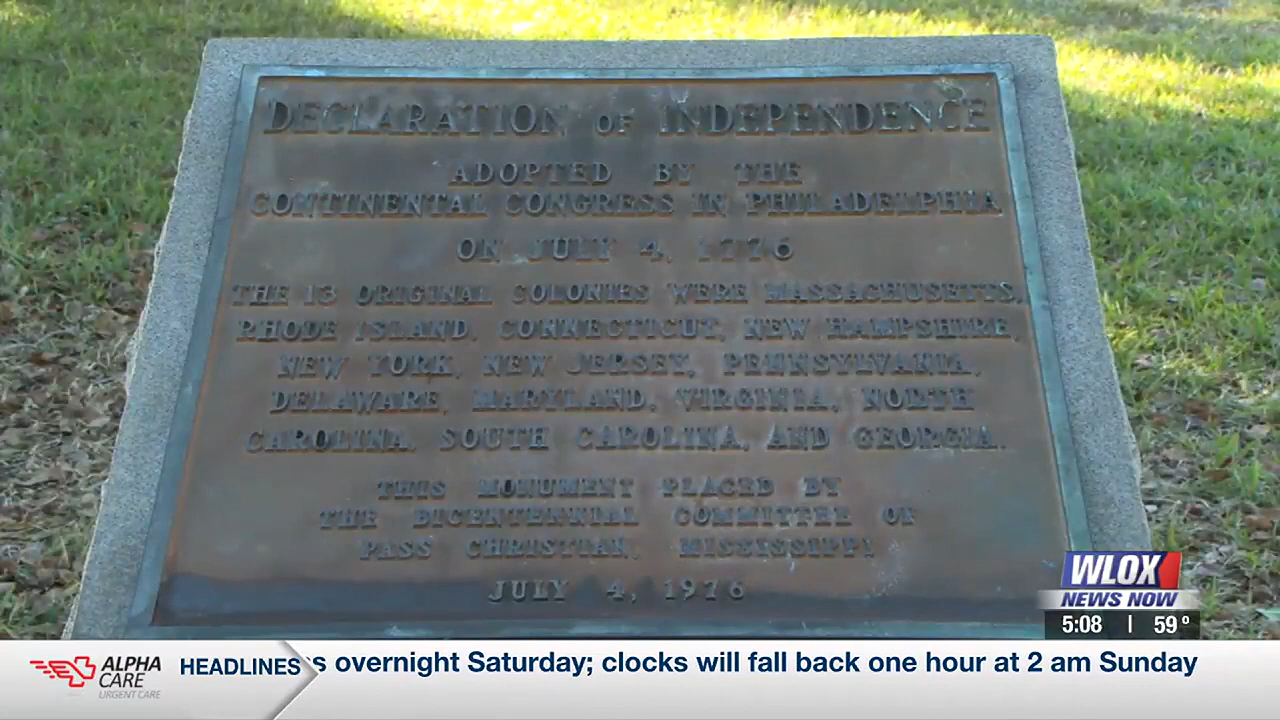 DECLARATION OF INDEPENDENCE
ADOPTED BY THE
CONTINENTAL CONGRESS IN PHILADELPHIA
ON JULY 4, 1776
THE 13 ORIGINAL COLONIES WERE MASSACHUSETTS,
RHODE ISLAND, CONNECTICUT, NEW HAMPSHIRE,
NEW YORK, NEW JERSEY, PENNSYLVANIA,
DELAWARE, MARYLAND, VIRGINIA, NORTH
CAROLINA, SOUTH CAROLINA, AND GEORGIA.
THIS MONUMENT PLACED BY
THE BICENTENNIAL COMMITTEE OF
PASS CHRISTIAN, MISSISSIPPI
JULY 4, 1976
WLOX
NEWS NOW
5:08 | 59°
ALPHA
CARE
URGENT CARE
HEADLINES
s overnight Saturday; clocks will fall back one hour at 2 am Sunday